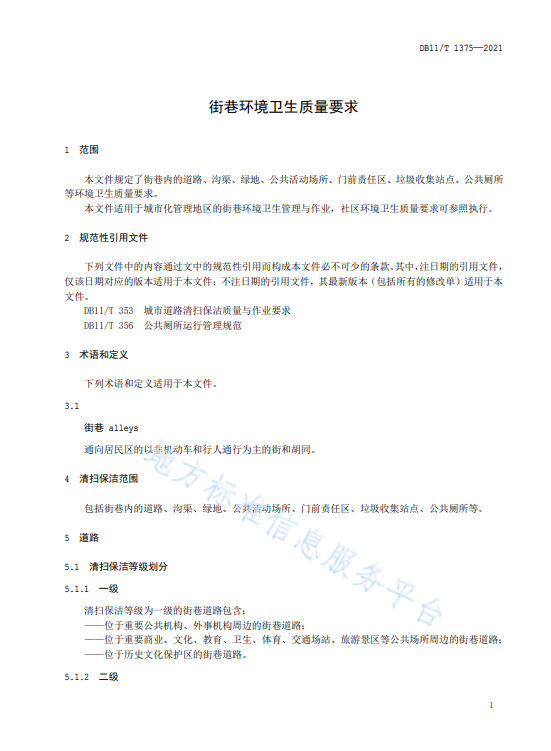 DB11/T 1375—2021
街巷环境卫生质量要求
1 范围
本文件规定了街巷内的道路、沟渠、绿地、公共活动场所、门前责任区、垃圾收集站点、公共厕所
等环境卫生质量要求。
本文件适用于城市化管理地区的街巷环境卫生管理与作业，社区环境卫生质量要求可参照执行。
2 规范性引用文件
下列文件中的内容通过文中的规范性引用而构成本文件必不可少的条款。其中，注日期的引用文件，
仅该日期对应的版本适用于本文件；不注日期的引用文件，其最新版本（包括所有的修改单）适用于本
文件。
DB11/T 353 城市道路清扫保洁质量与作业要求
DB11/T 356 公共厕所运行管理规范
3 术语和定义
下列术语和定义适用于本文件。
3.1
街巷 alleys
通向居民区的以非机动车和行人通行为主的街和胡同。
4 清扫保洁范围
包括街巷内的道路、沟渠、绿地、公共活动场所、门前责任区、垃圾收集站点、公共厕所等。
5 道路
5.1 清扫保洁等级划分
5.1.1 一级
清扫保洁等级为一级的街巷道路包含：
——位于重要公共机构、外事机构周边的街巷道路；
——位于重要商业、文化、教育、卫生、体育、交通场站、旅游景区等公共场所周边的街巷道路；
——位于历史文化保护区的街巷道路。
5.1.2 二级
1
地方标准信息服务平台